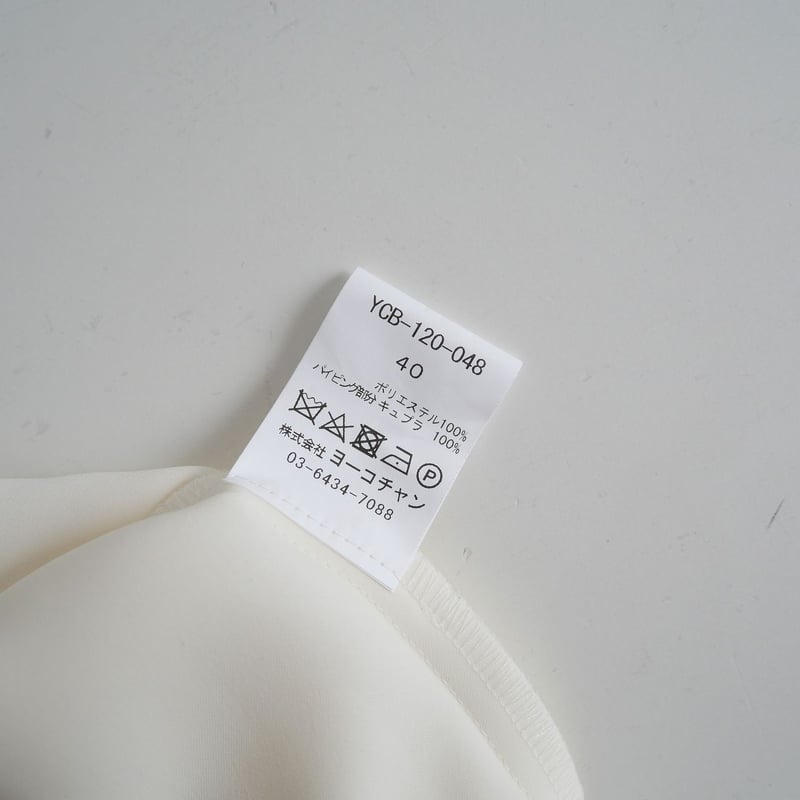 YCB-120-048
40
ポリエステル100%
パイピング部分 キュプラ 100%
P
株式会社 ヨーコチャン
03-6434-7088